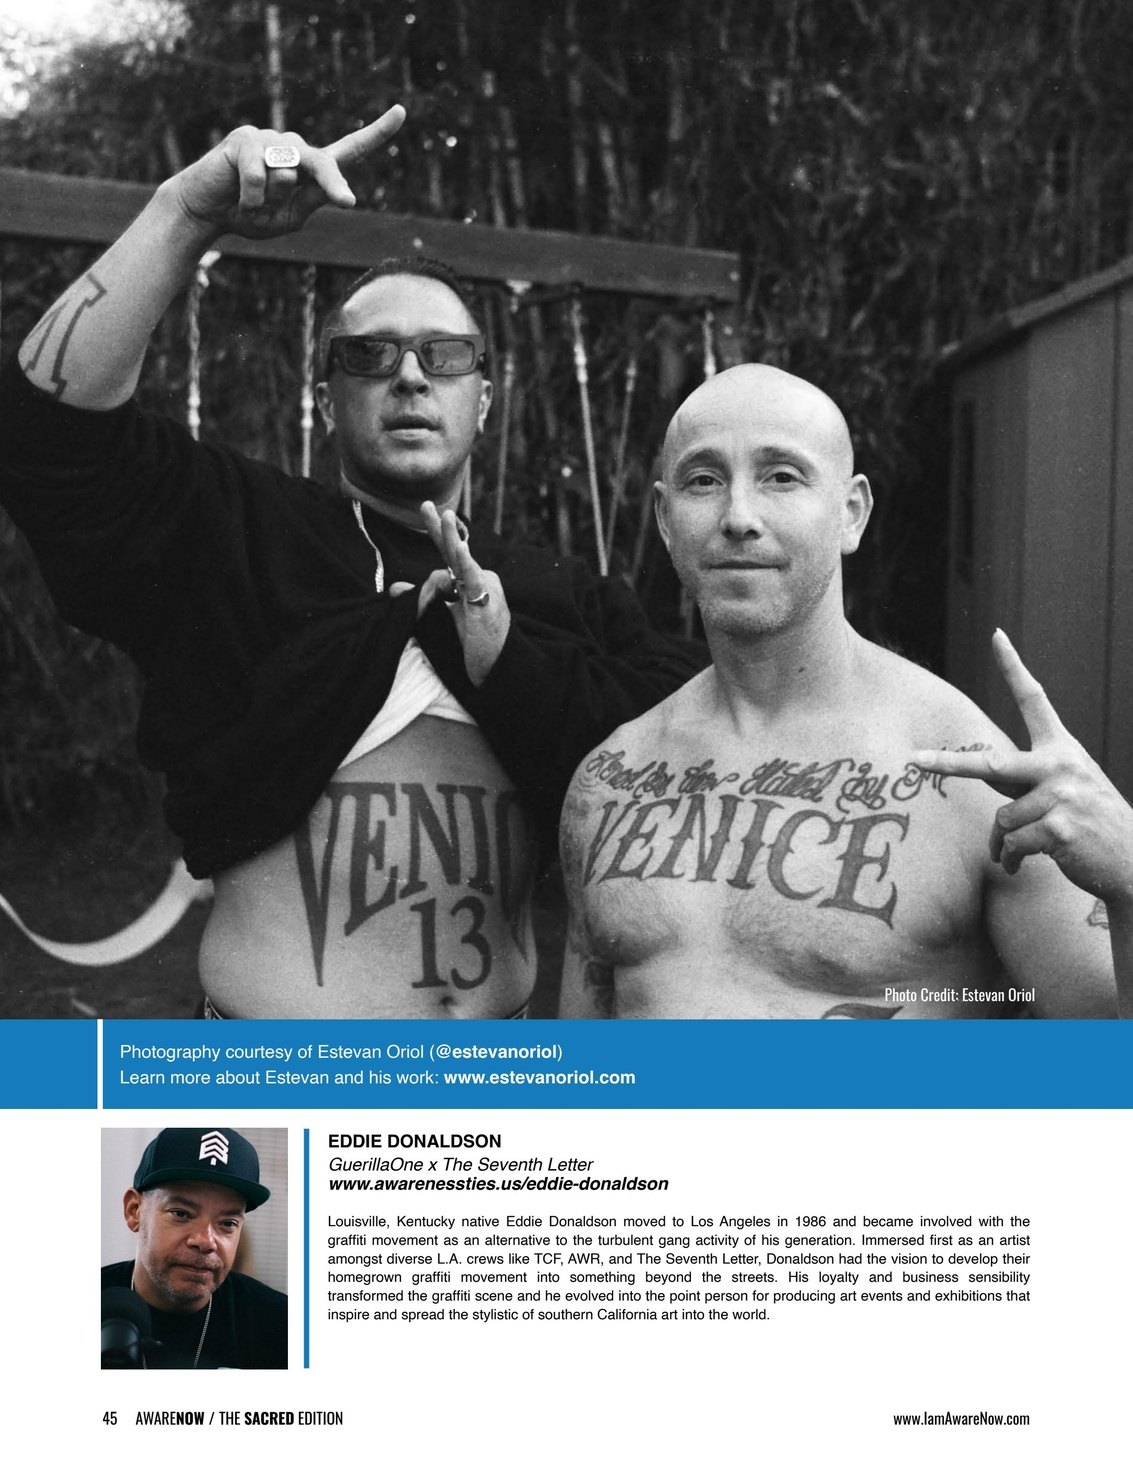 VENIC
13
VENICE
Photo Credit: Estevan Oriol
Photography courtesy of Estevan Oriol (@estevanoriol)
Learn more about Estevan and his work: www.estevanoriol.com
EDDIE DONALDSON
GuerillaOne x The Seventh Letter
www.awarenessties.us/eddie-donaldson
Louisville, Kentucky native Eddie Donaldson moved to Los Angeles in 1986 and became involved with the
graffiti movement as an alternative to the turbulent gang activity of his generation. Immersed first as an artist
amongst diverse L.A. crews like TCF, AWR, and The Seventh Letter, Donaldson had the vision to develop their
homegrown graffiti movement into something beyond the streets. His loyalty and business sensibility
transformed the graffiti scene and he evolved into the point person for producing art events and exhibitions that
inspire and spread the stylistic of southern California art into the world.
45 AWARENOW / THE SACRED EDITION
www.IamAwareNow.com